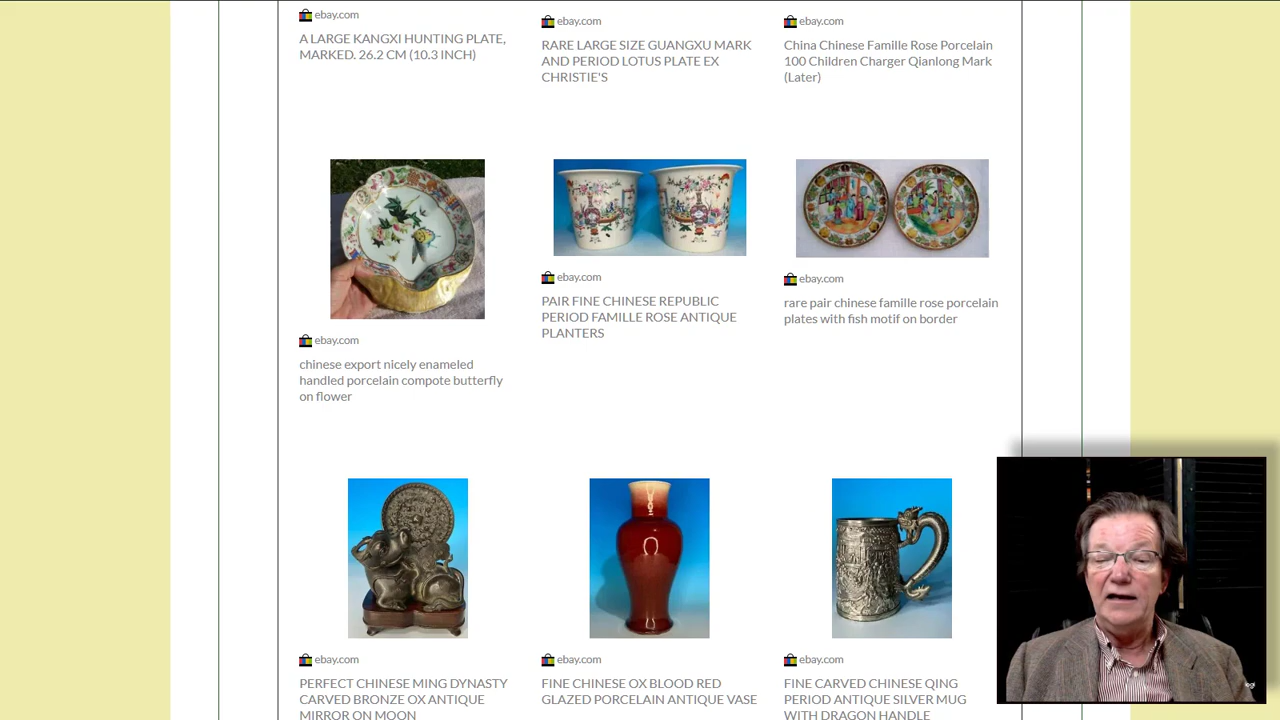 ebay.com
A LARGE KANGXI HUNTING PLATE,
MARKED. 26.2 CM (10.3 INCH)
ebay.com
RARE LARGE SIZE GUANGXU MARK
AND PERIOD LOTUS PLATE EX
CHRISTIE'S
ebay.com
China Chinese Famille Rose Porcelain
100 Children Charger Qianlong Mark
(Later)
ebay.com
chinese export nicely enameled
handled porcelain compote butterfly
on flower
ebay.com
PAIR FINE CHINESE REPUBLIC
PERIOD FAMILLE ROSE ANTIQUE
PLANTERS
ebay.com
rare pair chinese famille rose porcelain
plates with fish motif on border
ebay.com
PERFECT CHINESE MING DYNASTY
CARVED BRONZE OX ANTIQUE
MIRROR ON MOON
ebay.com
FINE CHINESE OX BLOOD RED
GLAZED PORCELAIN ANTIQUE VASE
ebay.com
FINE CARVED CHINESE QING
PERIOD ANTIQUE SILVER MUG
WITH DRAGON HANDLE